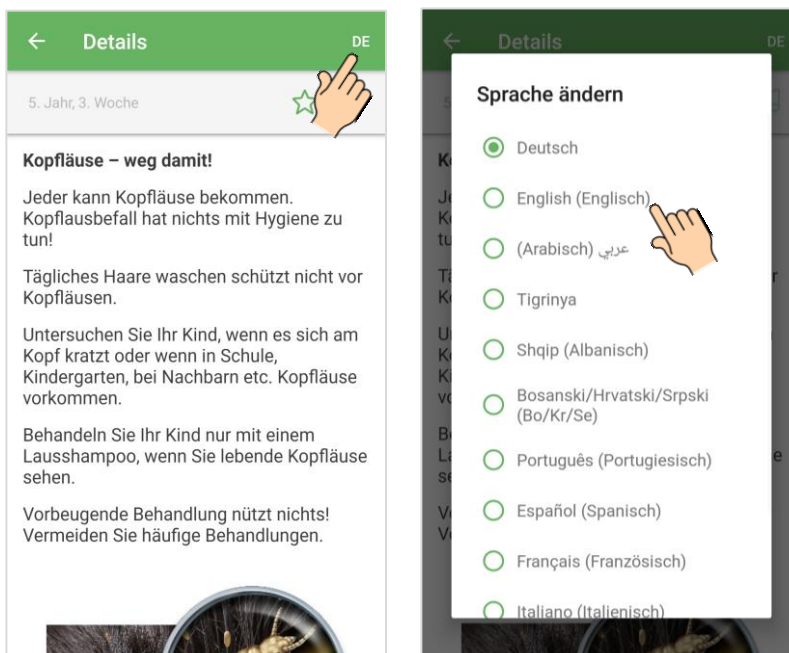 Details
DE
5. Jahr, 3. Woche
Kopfläuse – weg damit!
Jeder kann Kopfläuse bekommen.
Kopflausbefall hat nichts mit Hygiene zu
tun!
Tägliches Haare waschen schützt nicht vor
Kopfläusen.
Untersuchen Sie Ihr Kind, wenn es sich am
Kopf kratzt oder wenn in Schule,
Kindergarten, bei Nachbarn etc. Kopfläuse
vorkommen.
Behandeln Sie Ihr Kind nur mit einem
Lausshampoo, wenn Sie lebende Kopfläuse
sehen.
Vorbeugende Behandlung nützt nichts!
Vermeiden Sie häufige Behandlungen.
Details
DE
Sprache ändern
Deutsch
English (Englisch)
عربي (Arabisch)
Tigrinya
Shqip (Albanisch)
Bosanski/Hrvatski/Srpski
(Bo/Kr/Se)
Português (Portugiesisch)
Español (Spanisch)
Français (Französisch)
Italiano (Italienisch)